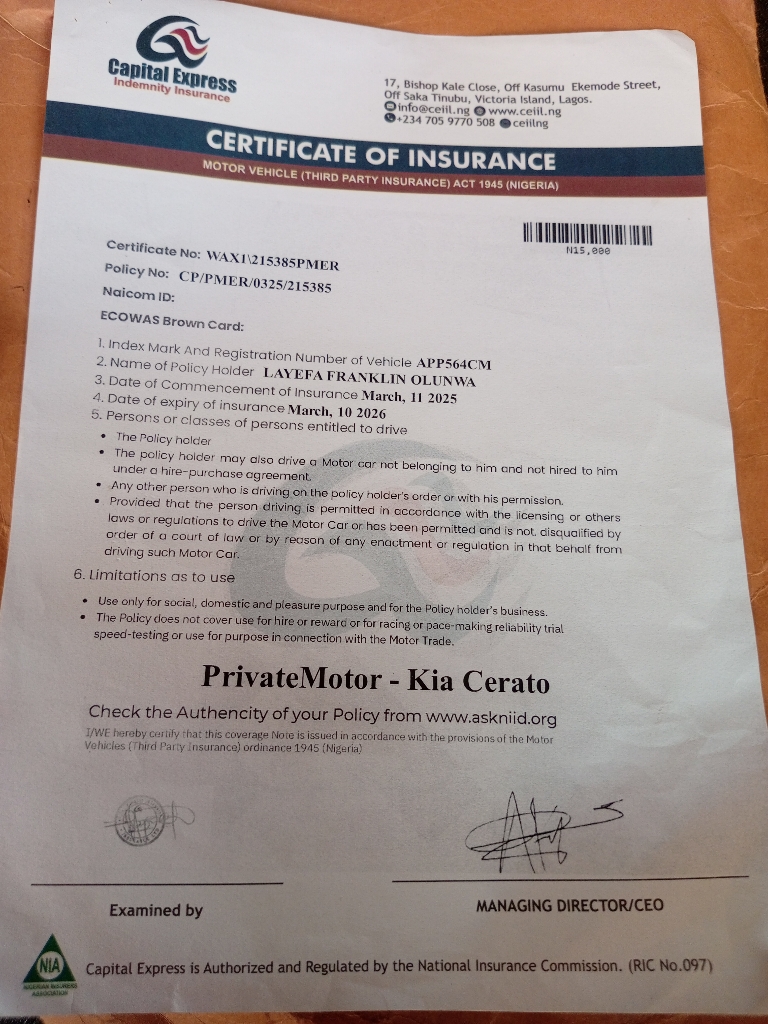 Capital Express
Indemnity Insurance
17, Bishop Kale Close, Off Kasumu Ekemode Street,
Off Saka Tinubu, Victoria Island, Lagos.
info@ceiil.ng www.ceiil.ng
+234 705 9770 508 ceiilng
CERTIFICATE OF INSURANCE
MOTOR VEHICLE (THIRD PARTY INSURANCE) ACT 1945 (NIGERIA)
N15,000
Certificate No: WAX1\215385PMER
Policy No: CP/PMER/0325/215385
Naicom ID:
ECOWAS Brown Card:
1. Index Mark And Registration Number of Vehicle APP564CM
2. Name of Policy Holder LAYEFA FRANKLIN OLUNWA
3. Date of Commencement of Insurance March, 11 2025
4. Date of expiry of insurance March, 10 2026
5. Persons or classes of persons entitled to drive
• The Policy holder
• The policy holder may also drive a Motor car not belonging to him and not hired to him
under a hire-purchase agreement.
• Any other person who is driving on the policy holder's order or with his permission.
• Provided that the person driving is permitted in accordance with the licensing or others
laws or regulations to drive the Motor Car or has been permitted and is not, disqualified by
order of a court of law or by reason of any enactment or regulation in that behalf from
driving such Motor Car.
6. Limitations as to use
• Use only for social, domestic and pleasure purpose and for the Policy holder's business.
• The Policy does not cover use for hire or reward or for racing or pace-making reliability trial
speed-testing or use for purpose in connection with the Motor Trade.
PrivateMotor - Kia Cerato
Check the Authencity of your Policy from www.askniid.org
I/WE hereby certify that this coverage Note is issued in accordance with the provisions of the Motor
Vehicles (Third Party Insurance) ordinance 1945 (Nigeria)
Examined by
MANAGING DIRECTOR/CEO
NIA
NIGERIAN INSURERS
ASSOCIATION
Capital Express is Authorized and Regulated by the National Insurance Commission. (RIC No.097)